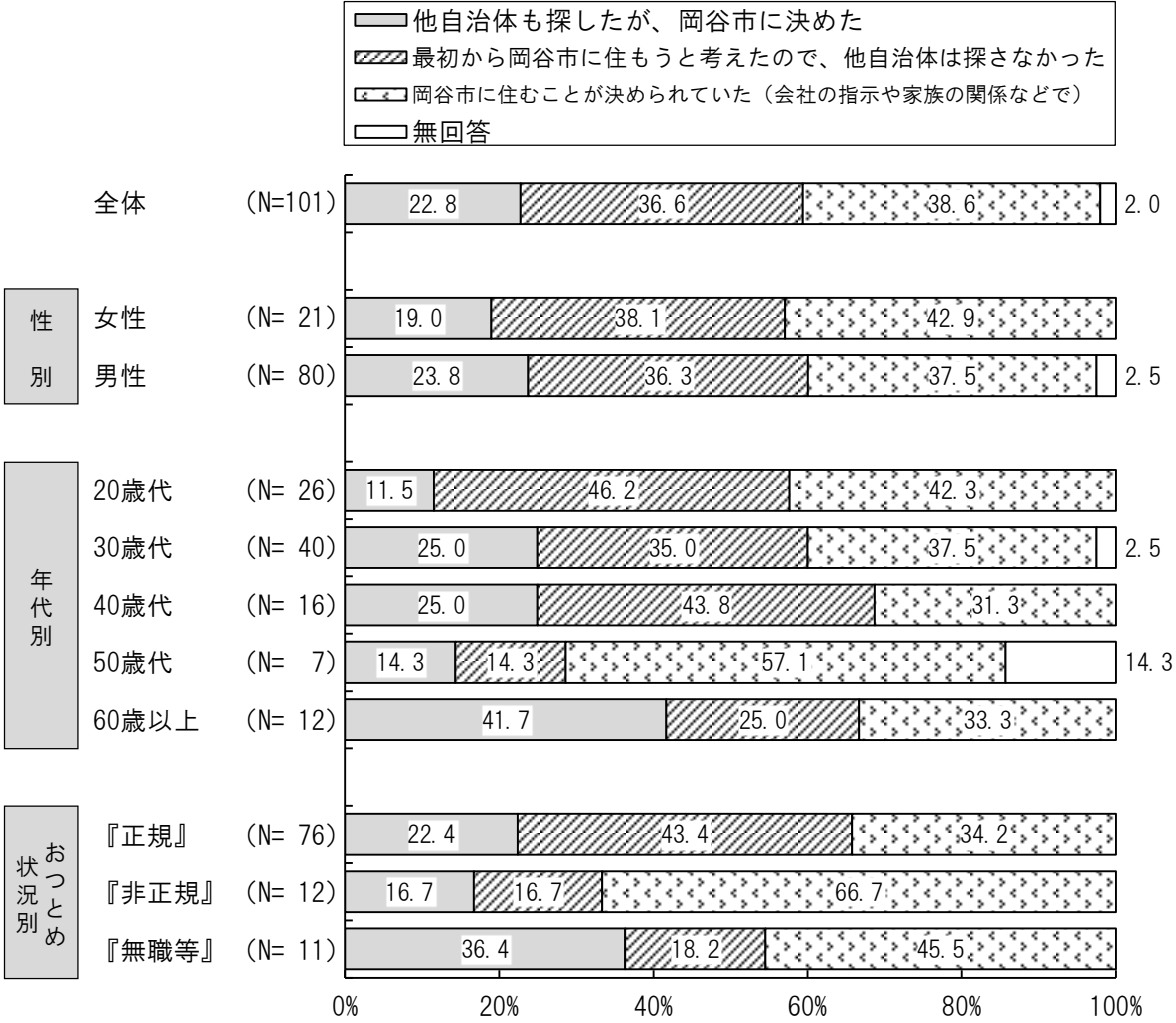 他自治体も探したが、岡谷市に決めた
最初から岡谷市に住もうと考えたので、他自治体は探さなかった
岡谷市に住むことが決められていた（会社の指示や家族の関係などで）
無回答
全体 (N=101) 22.8 36.6 38.6 2.0
性別
女性 (N= 21) 19.0 38.1 42.9
男性 (N= 80) 23.8 36.3 37.5 2.5
年代別
20歳代 (N= 26) 11.5 46.2 42.3
30歳代 (N= 40) 25.0 35.0 37.5 2.5
40歳代 (N= 16) 25.0 43.8 31.3
50歳代 (N= 7) 14.3 14.3 57.1 14.3
60歳以上 (N= 12) 41.7 25.0 33.3
おつとめ状況別
『正規』 (N= 76) 22.4 43.4 34.2
『非正規』 (N= 12) 16.7 16.7 66.7
『無職等』 (N= 11) 36.4 18.2 45.5
0% 20% 40% 60% 80% 100%